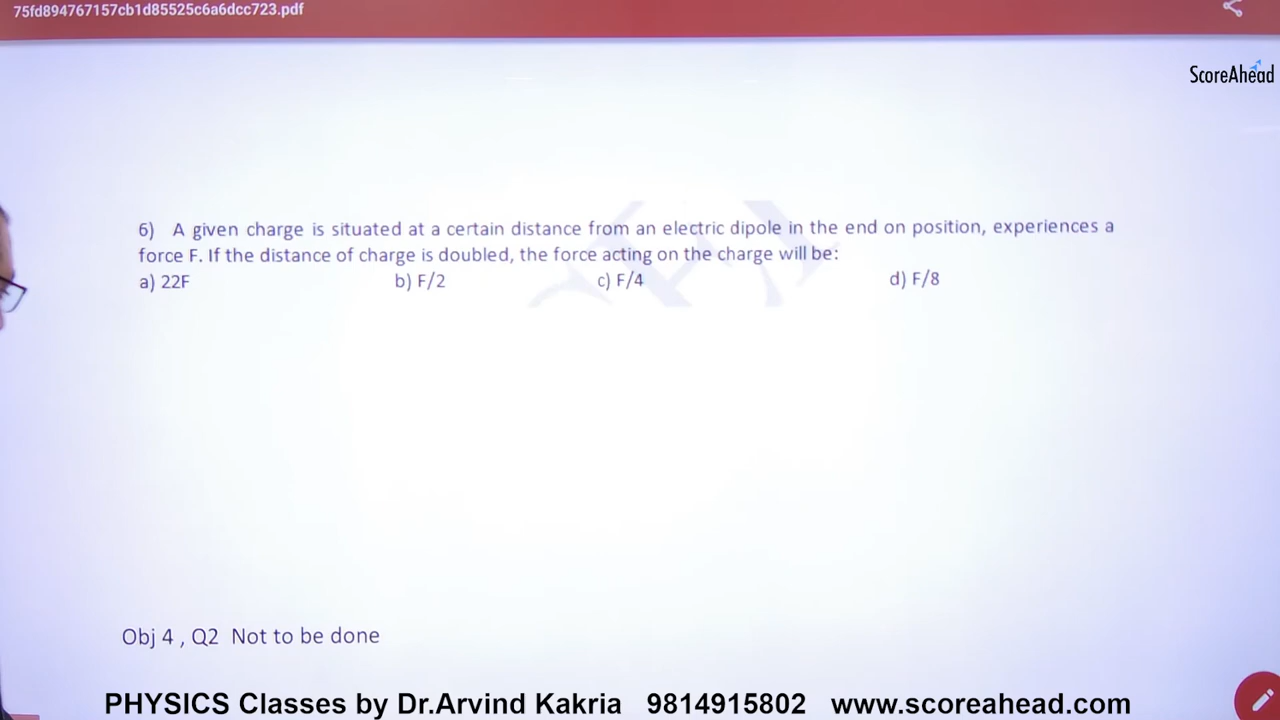 75fd894767157cb1d85525c6a6dcc723.pdf
ScoreAhead
6) A given charge is situated at a certain distance from an electric dipole in the end on position, experiences a
force F. If the distance of charge is doubled, the force acting on the charge will be:
a) 22F b) F/2 c) F/4 d) F/8
Obj 4 , Q2 Not to be done
PHYSICS Classes by Dr.Arvind Kakria 9814915802 www.scoreahead.com